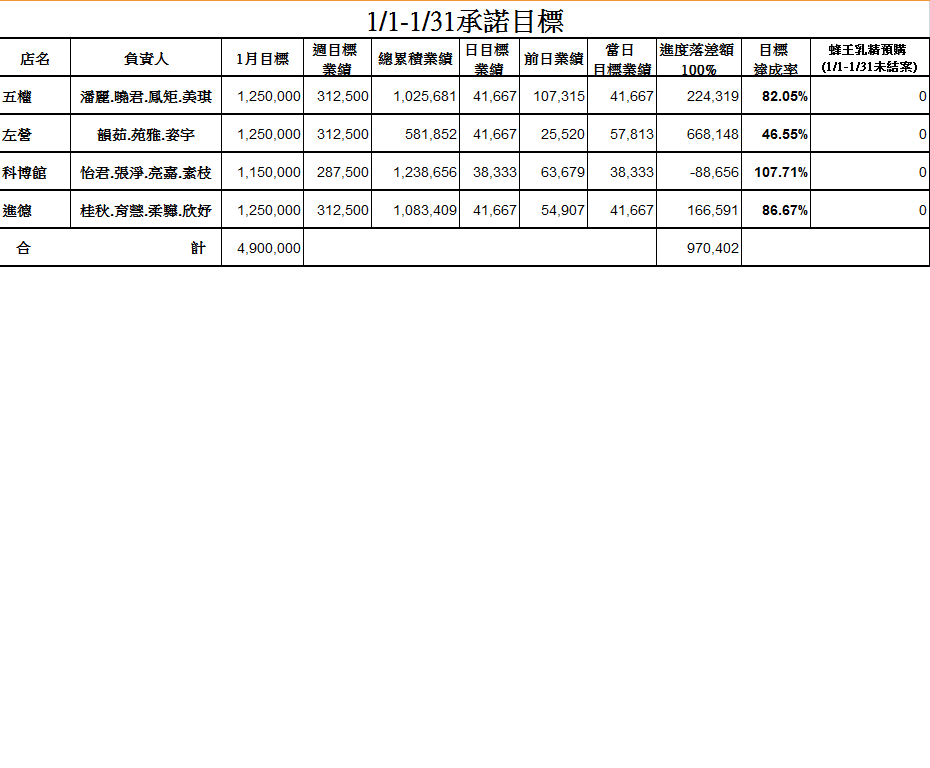 1/1-1/31承諾目標
店名 負責人 1月目標 週目標業績 總累積業績 日目標業績 前日業績 當日目標業績 進度落差額100% 目標達成率 蜂王乳精預購(1/1-1/31未結案)
五權 潘麗.曉君.鳳矩.美琪 1,250,000 312,500 1,025,681 41,667 107,315 41,667 224,319 82.05% 0
左營 韻茹.苑雅.姿宇 1,250,000 312,500 581,852 41,667 25,520 57,813 668,148 46.55% 0
科博館 怡君.張淨.亮嘉.素枝 1,150,000 287,500 1,238,656 38,333 63,679 38,333 -88,656 107.71% 0
進德 桂秋.育慧.柔驊.欣妤 1,250,000 312,500 1,083,409 41,667 54,907 41,667 166,591 86.67% 0
合 計 4,900,000 970,402